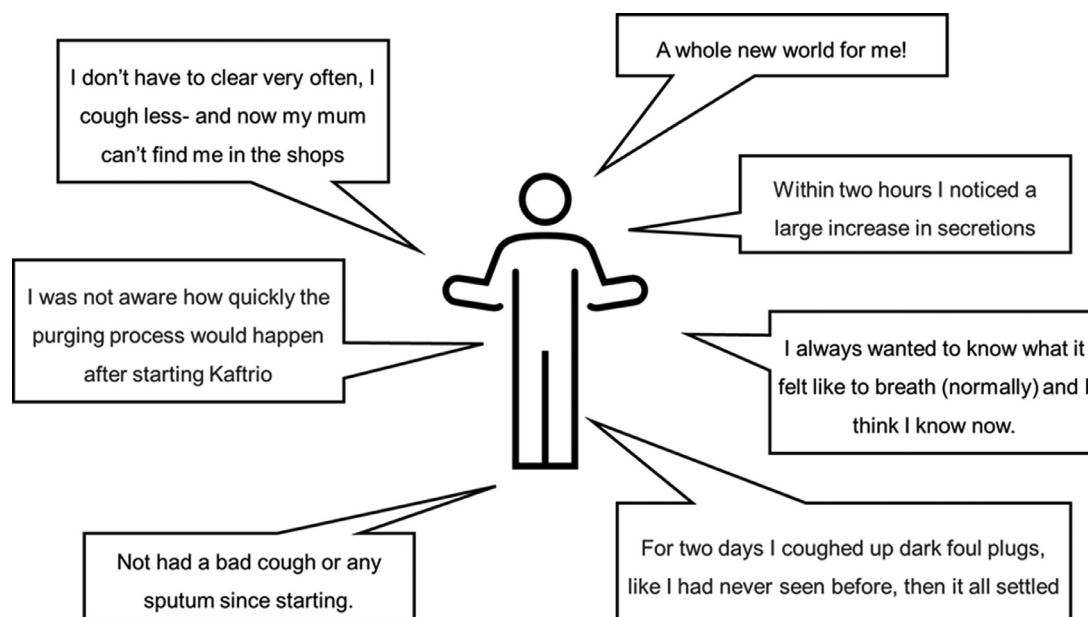 A whole new world for me!
I don't have to clear very often, I
cough less- and now my mum
can't find me in the shops
Within two hours I noticed a
large increase in secretions
I was not aware how quickly the
purging process would happen
after starting Kaftrio
I always wanted to know what it
felt like to breath (normally) and I
think I know now.
Not had a bad cough or any
sputum since starting.
For two days I coughed up dark foul plugs,
like I had never seen before, then it all settled